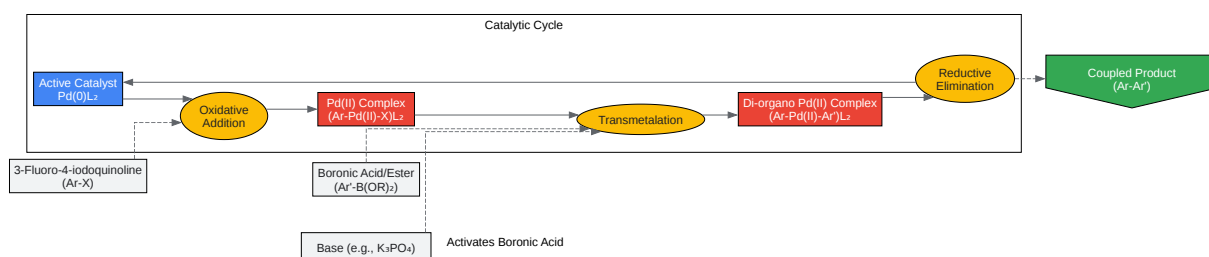 Catalytic Cycle
Active Catalyst
Pd(0)L₂
Oxidative
Addition
Pd(II) Complex
(Ar-Pd(II)-X)L₂
Transmetalation
Di-organo Pd(II) Complex
(Ar-Pd(II)-Ar')L₂
Reductive
Elimination
Coupled Product
(Ar-Ar')
3-Fluoro-4-iodoquinoline
(Ar-X)
Boronic Acid/Ester
(Ar'-B(OR)₂)
Base (e.g., K₃PO₄)
Activates Boronic Acid